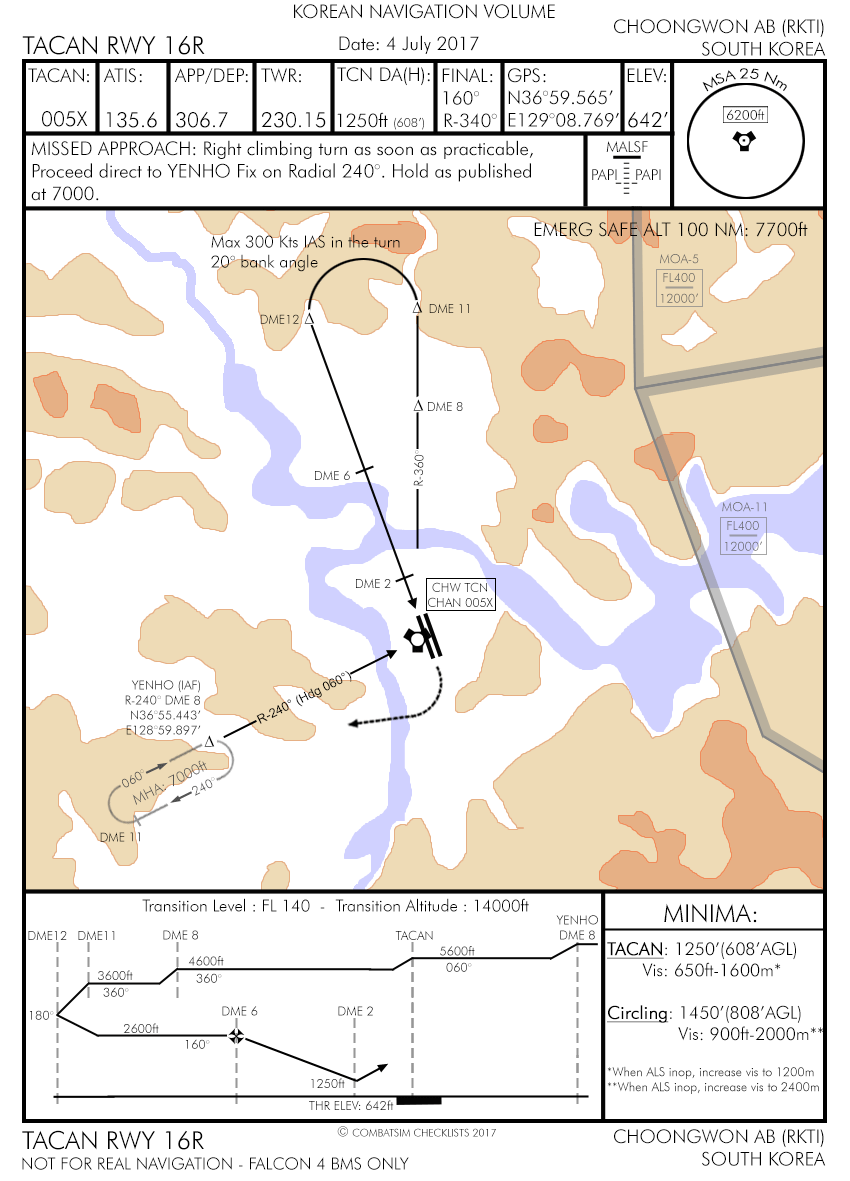 KOREAN NAVIGATION VOLUME
TACAN RWY 16R
Date: 4 July 2017
CHOONGWON AB (RKTI)
SOUTH KOREA
TACAN:
005X
ATIS:
135.6
APP/DEP:
306.7
TWR:
230.15
TCN DA(H):
1250ft (608')
FINAL:
160°
R-340°
GPS:
N36°59.565'
E129°08.769'
ELEV:
642'
MSA 25 Nm
6200ft
MISSED APPROACH: Right climbing turn as soon as practicable,
Proceed direct to YENHO Fix on Radial 240°. Hold as published
at 7000.
MALSF
PAPI
PAPI
EMERG SAFE ALT 100 NM: 7700ft
Max 300 Kts IAS in the turn
20° bank angle
MOA-5
FL400
12000'
DME12
DME 11
DME 8
R-360°
DME 6
MOA-11
FL400
12000'
DME 2
CHW TCN
CHAN 005X
YENHO (IAF)
R-240° DME 8
N36°55.443'
E128°59.897'
R-240° (Hdg 060°)
060°
MHA: 7000ft
240°
DME 11
Transition Level : FL 140 - Transition Altitude : 14000ft
DME12
DME11
DME 8
TACAN
YENHO
DME 8
3600ft
360°
4600ft
360°
5600ft
060°
180°
2600ft
160°
DME 6
DME 2
1250ft
THR ELEV: 642ft
MINIMA:
TACAN: 1250'(608'AGL)
Vis: 650ft-1600m*
Circling: 1450'(808'AGL)
Vis: 900ft-2000m**
*When ALS inop, increase vis to 1200m
**When ALS inop, increase vis to 2400m
© COMBATSIM CHECKLISTS 2017
TACAN RWY 16R
NOT FOR REAL NAVIGATION - FALCON 4 BMS ONLY
CHOONGWON AB (RKTI)
SOUTH KOREA